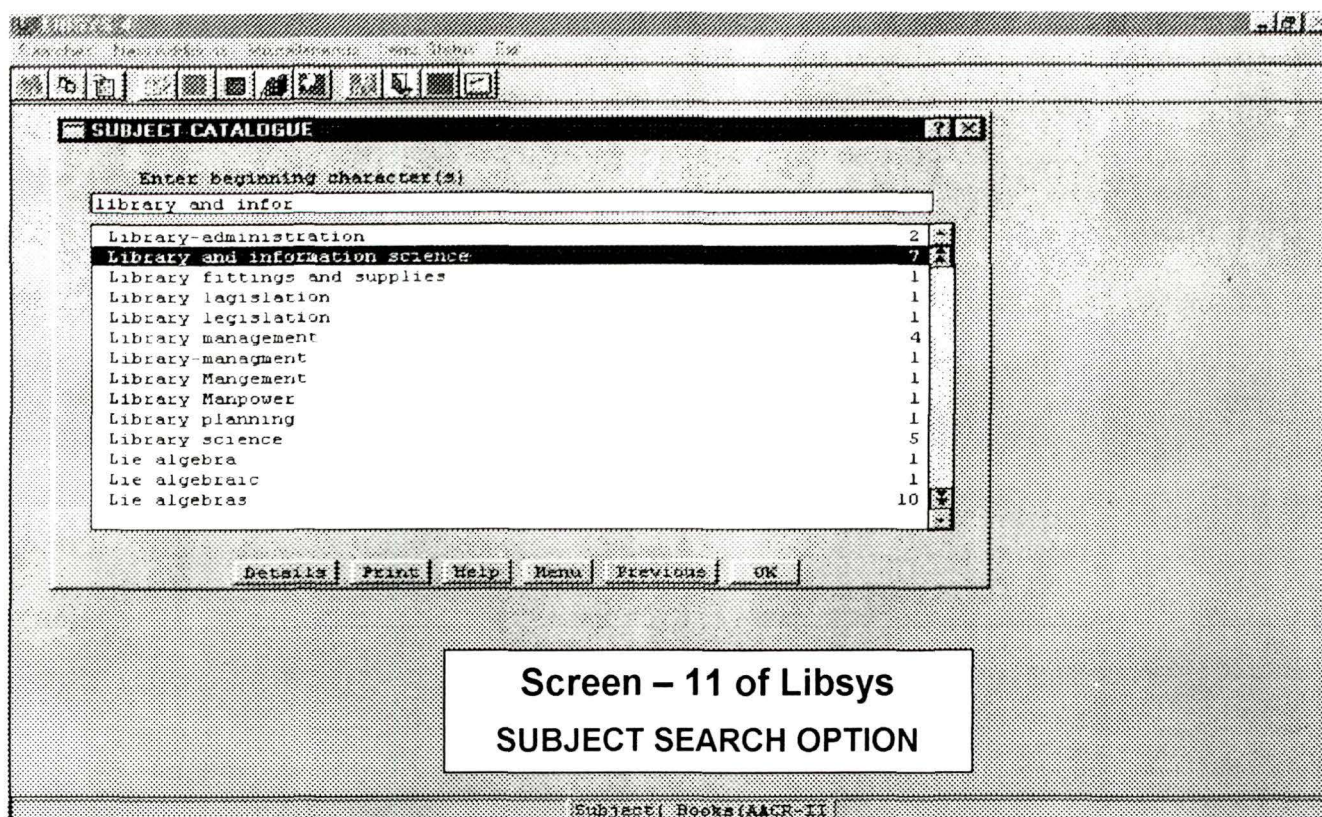 Libsys 4
SUBJECT CATALOGUE
Enter beginning character(s)
library and infor
Library-administration 2
Library and information science 7
Library fittings and supplies 1
Library lagislation 1
Library legislation 1
Library management 4
Library-managment 1
Library Mangement 1
Library Manpower 1
Library planning 1
Library science 5
Lie algebra 1
Lie algebraic 1
Lie algebras 10
Details Print Help Menu Previous OK
Screen – 11 of Libsys
SUBJECT SEARCH OPTION
Subject( Books(AACR-II)